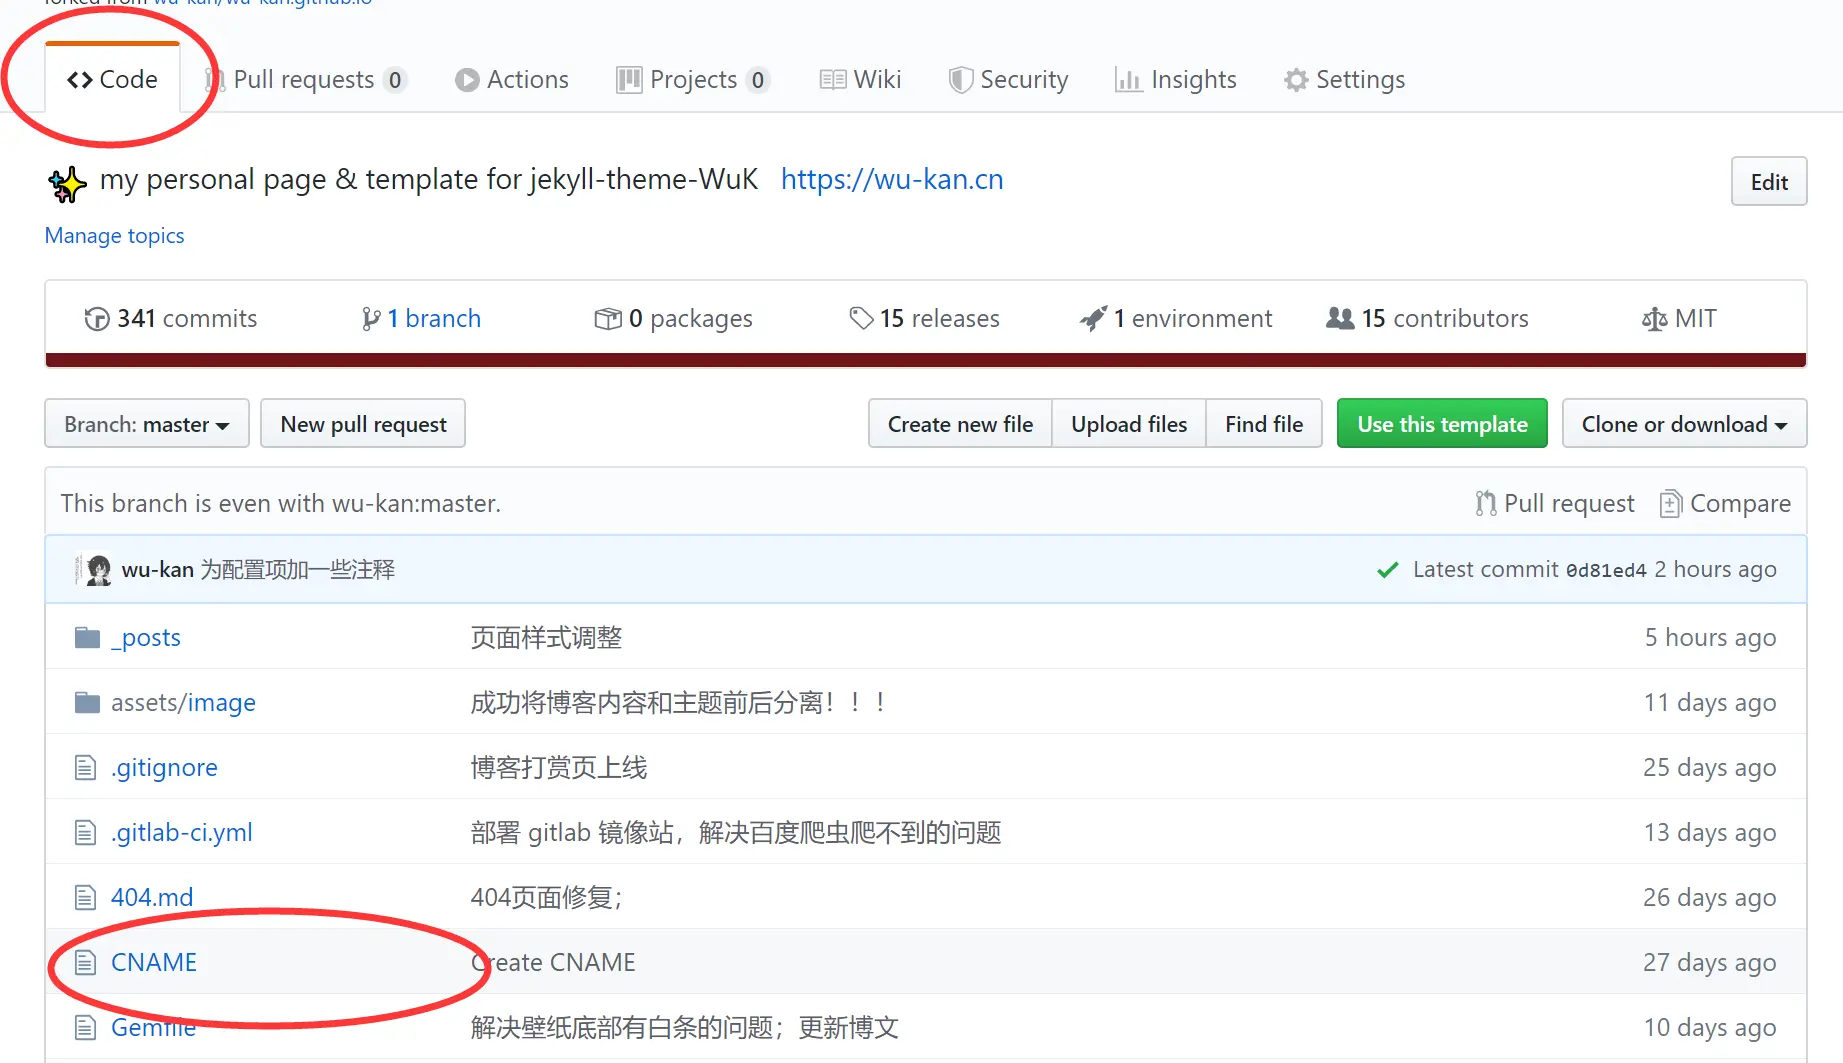 forked from wu-kan/wu-kan.github.io
Code Pull requests 0 Actions Projects 0 Wiki Security Insights Settings
my personal page & template for jekyll-theme-WuK https://wu-kan.cn Edit
Manage topics
341 commits 1 branch 0 packages 15 releases 1 environment 15 contributors MIT
Branch: master New pull request Create new file Upload files Find file Use this template Clone or download
This branch is even with wu-kan:master. Pull request Compare
wu-kan 为配置项加一些注释 Latest commit 0d81ed4 2 hours ago
_posts 页面样式调整 5 hours ago
assets/image 成功将博客内容和主题前后分离！！！ 11 days ago
.gitignore 博客打赏页上线 25 days ago
.gitlab-ci.yml 部署 gitlab 镜像站，解决百度爬虫爬不到的问题 13 days ago
404.md 404页面修复； 26 days ago
CNAME Create CNAME 27 days ago
Gemfile 解决壁纸底部有白条的问题；更新博文 10 days ago